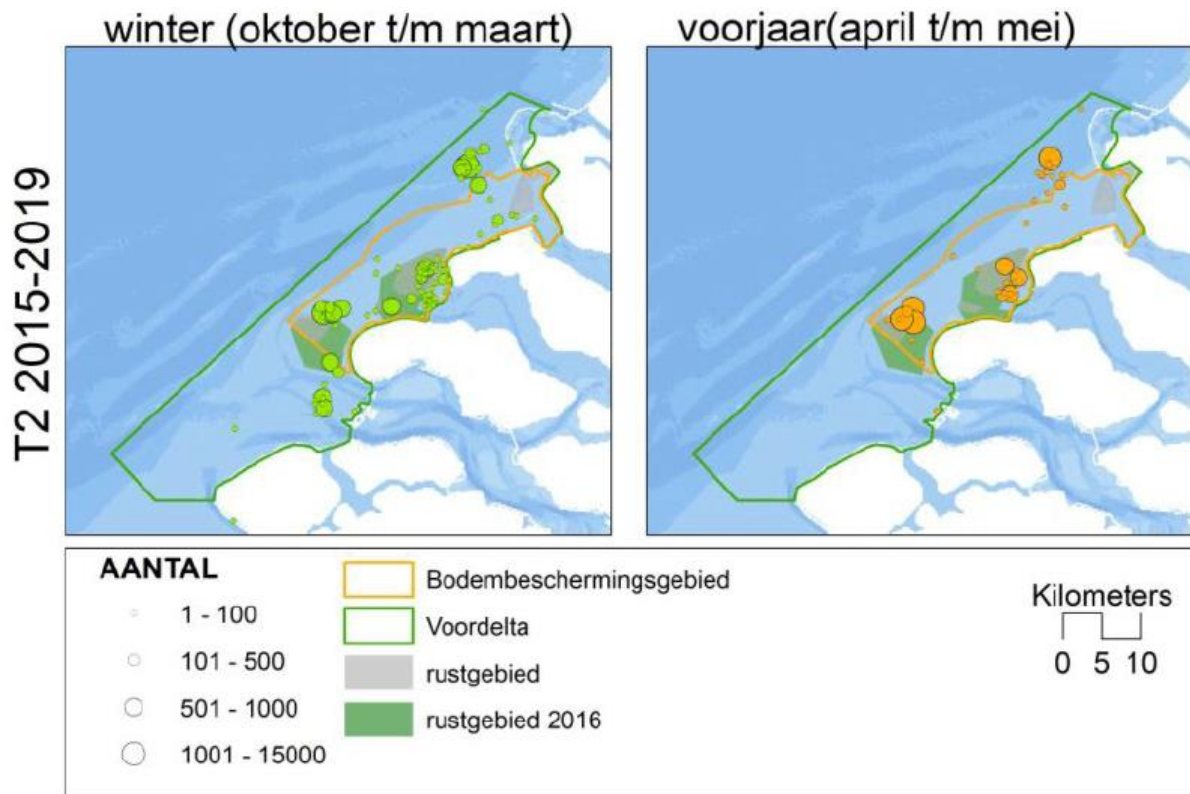 winter (oktober t/m maart)
voorjaar(april t/m mei)
T2 2015-2019
AANTAL
1 - 100
101 - 500
501 - 1000
1001 - 15000
Bodembeschermingsgebied
Voordelta
rustgebied
rustgebied 2016
Kilometers
0 5 10